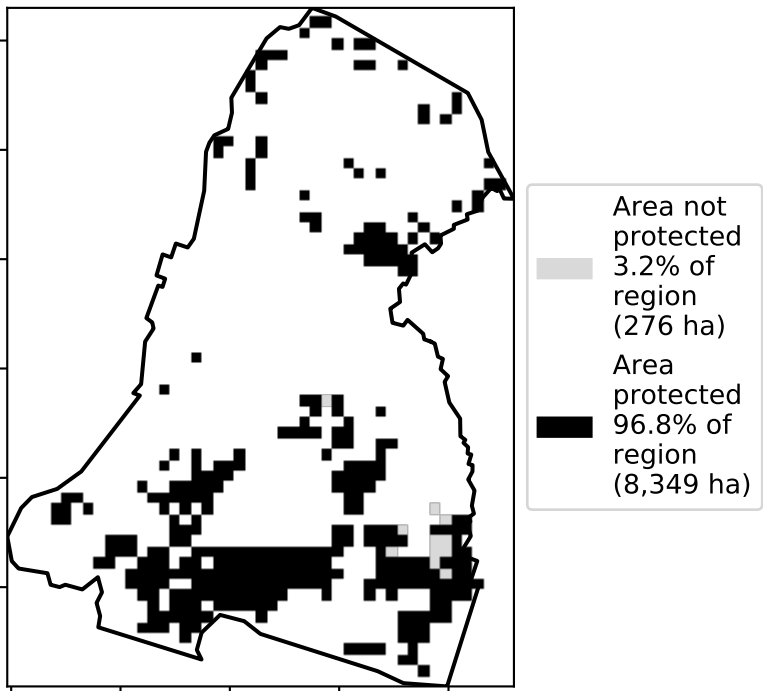 Area not
protected
3.2% of
region
(276 ha)
Area
protected
96.8% of
region
(8,349 ha)